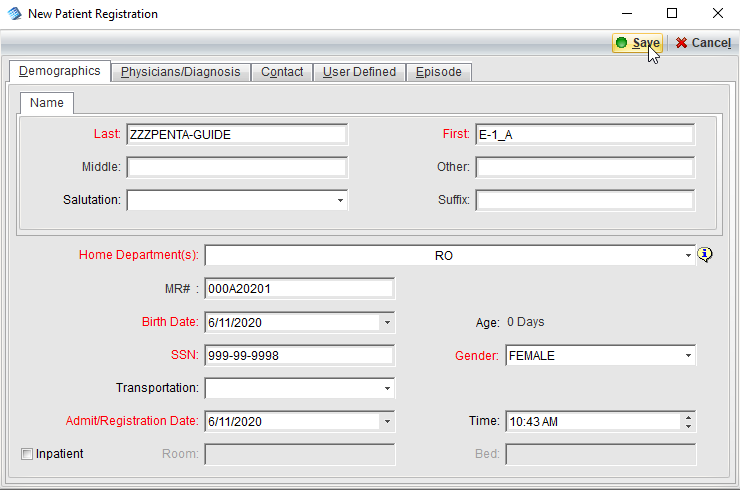 New Patient Registration
Save Cancel
Demographics Physicians/Diagnosis Contact User Defined Episode
Name
Last: ZZZPENTA-GUIDE First: E-1_A
Middle: Other:
Salutation: Suffix:
Home Department(s): RO
MR# : 000A20201
Birth Date: 6/11/2020 Age: 0 Days
SSN: 999-99-9998 Gender: FEMALE
Transportation:
Admit/Registration Date: 6/11/2020 Time: 10:43 AM
Inpatient Room: Bed: